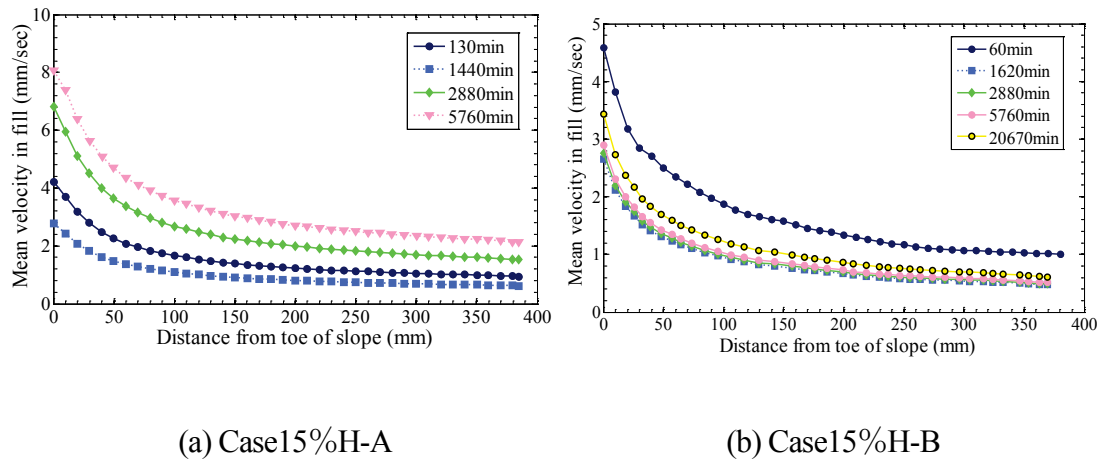 10
8
6
4
2
0
Mean velocity in fill (mm/sec)
130min
1440min
2880min
5760min
0 50 100 150 200 250 300 350 400
Distance from toe of slope (mm)
5
4
3
2
1
0
Mean velocity in fill (mm/sec)
60min
1620min
2880min
5760min
20670min
0 50 100 150 200 250 300 350 400
Distance from toe of slope (mm)
(a) Case15%H-A
(b) Case15%H-B